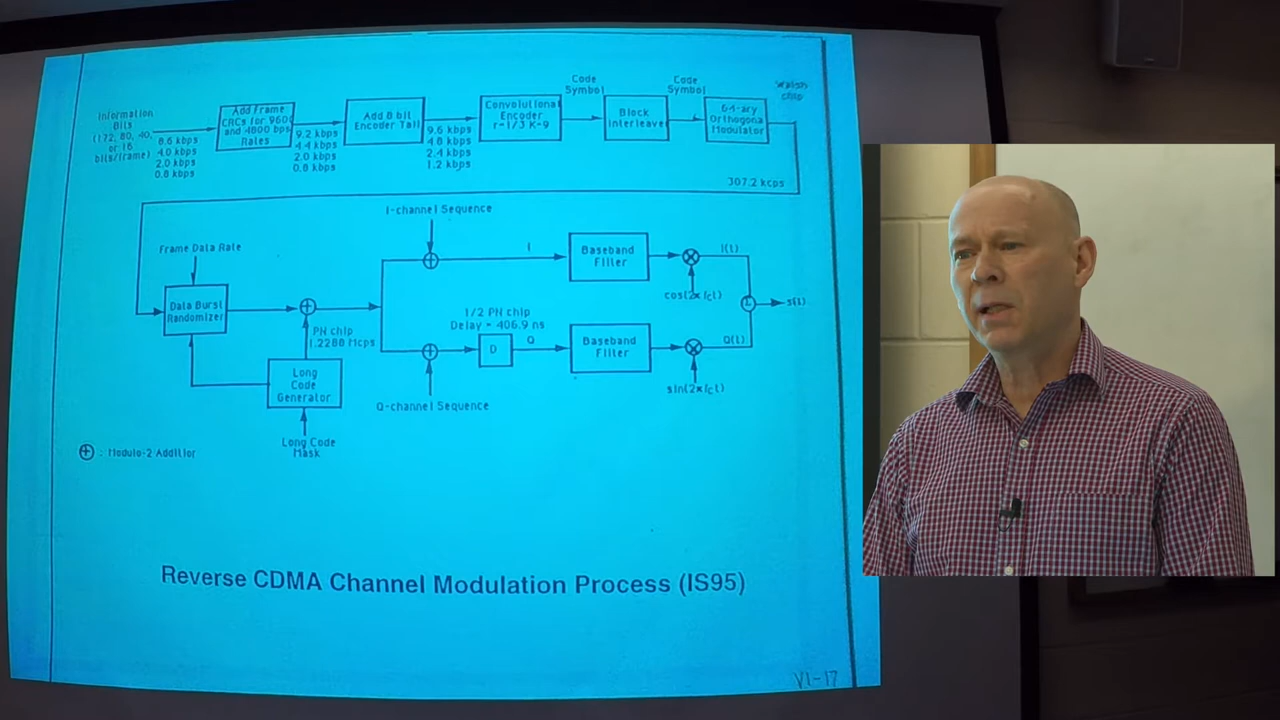 Information
Bits
(172, 80, 40,
or 16
bits/frame)
8.6 kbps
4.0 kbps
2.0 kbps
0.8 kbps
Add Frame
CRCs for 9600
and 4800 bps
Rates
9.2 kbps
4.4 kbps
2.0 kbps
0.8 kbps
Add 8 bit
Encoder Tail
9.6 kbps
4.8 kbps
2.4 kbps
1.2 kbps
Convolutional
Encoder
r-1/3 K-9
Code
Symbol
Block
Interleaver
Code
Symbol
64-ary
Orthogonal
Modulator
Walsh
chip
307.2 kcps
I-channel Sequence
Frame Data Rate
Data Burst
Randomizer
PN chip
1.2288 Mcps
Long
Code
Generator
Long Code
Mask
I
Baseband
Filter
I(t)
cos(2πf_ct)
1/2 PN chip
Delay = 406.9 ns
D
Q
Baseband
Filter
Q(t)
sin(2πf_ct)
Σ
s(t)
Q-channel Sequence
⊕ : Modulo-2 Addition
Reverse CDMA Channel Modulation Process (IS95)
VI-17